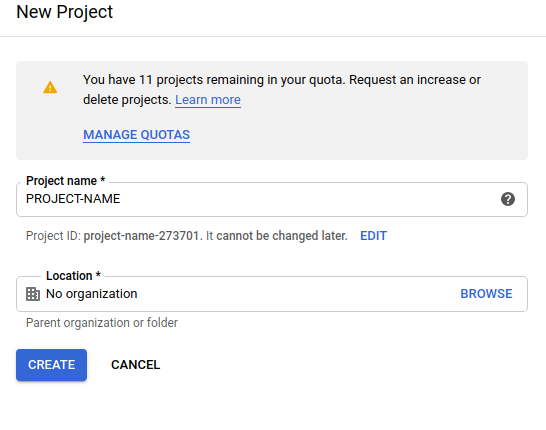 New Project
You have 11 projects remaining in your quota. Request an increase or
delete projects. Learn more
MANAGE QUOTAS
Project name *
PROJECT-NAME
Project ID: project-name-273701. It cannot be changed later. EDIT
Location *
No organization BROWSE
Parent organization or folder
CREATE CANCEL